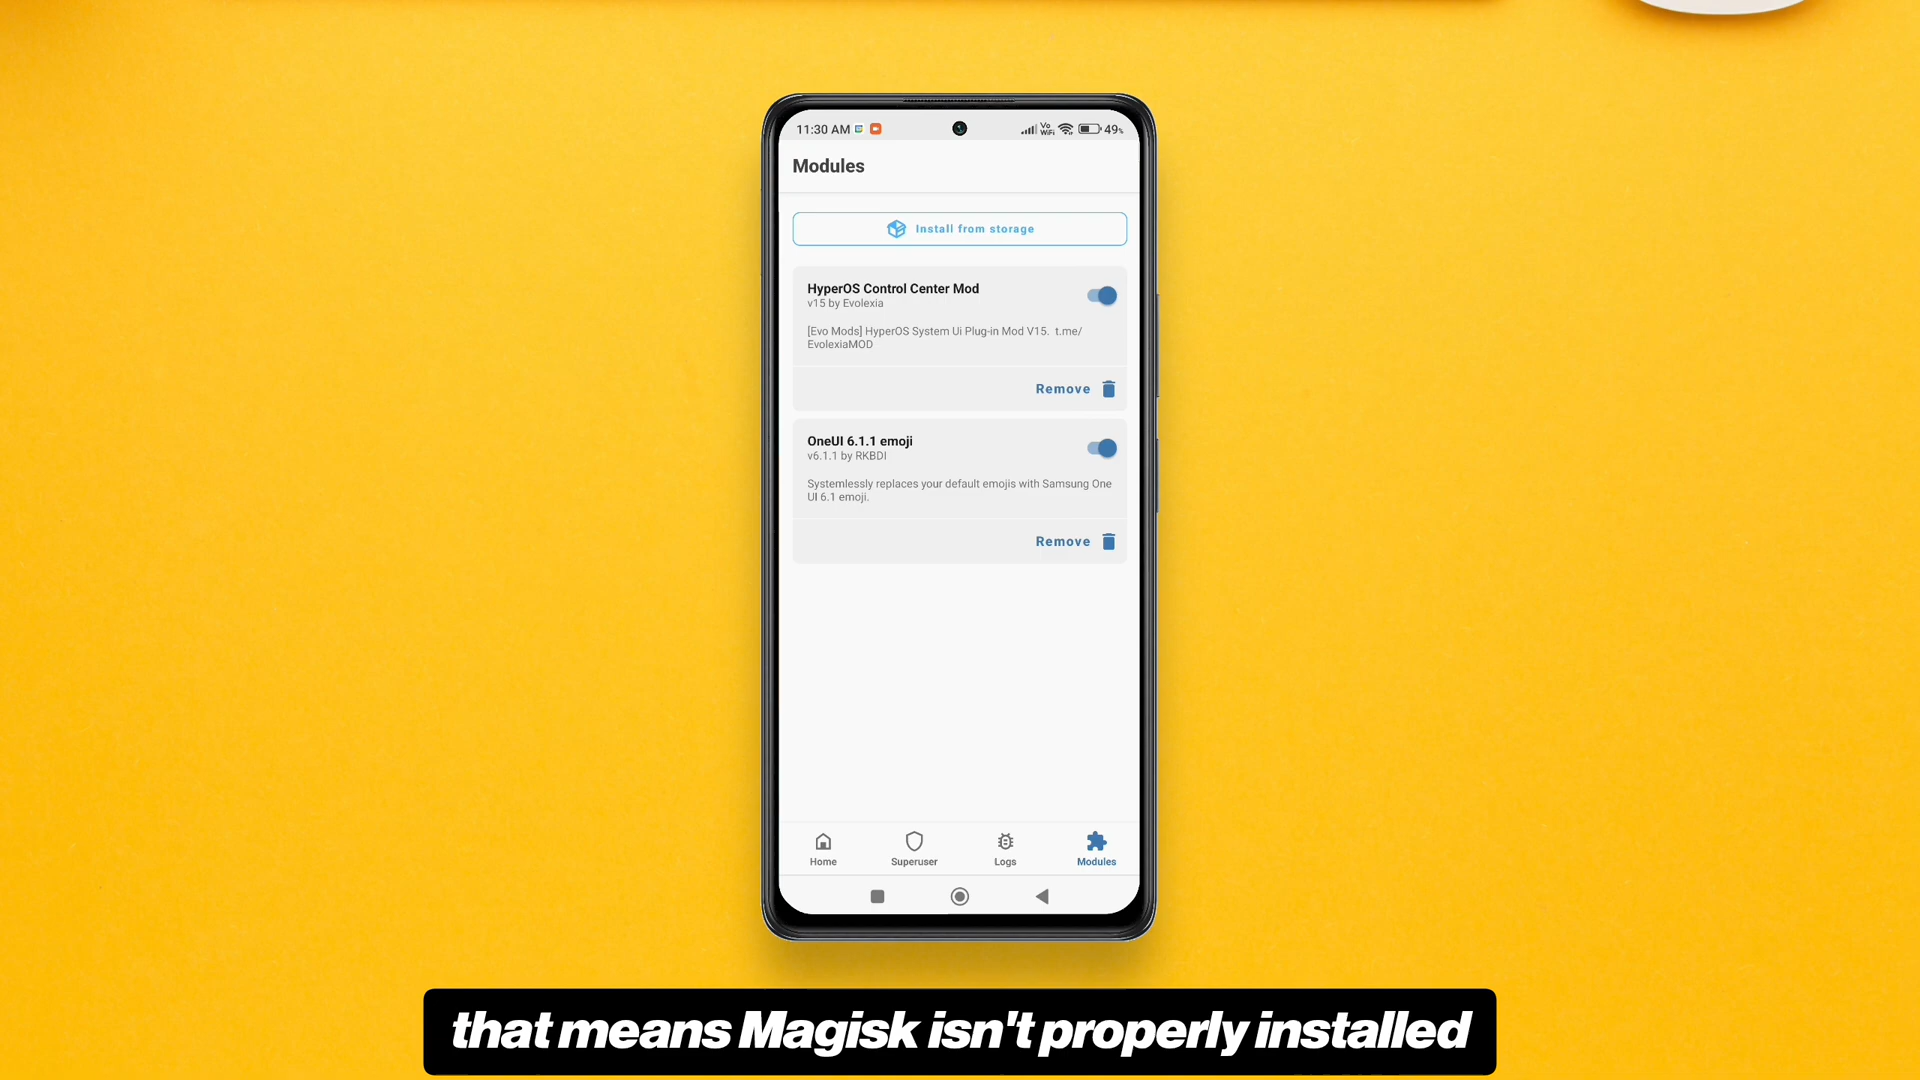 11:30 AM
Vo
WiFi
49%
Modules
Install from storage
HyperOS Control Center Mod
v15 by Evolexia
[Evo Mods] HyperOS System Ui Plug-in Mod V15. t.me/
EvolexiaMOD
Remove
OneUI 6.1.1 emoji
v6.1.1 by RKBDI
Systemlessly replaces your default emojis with Samsung One
UI 6.1 emoji.
Remove
Home
Superuser
Logs
Modules
that means Magisk isn't properly installed